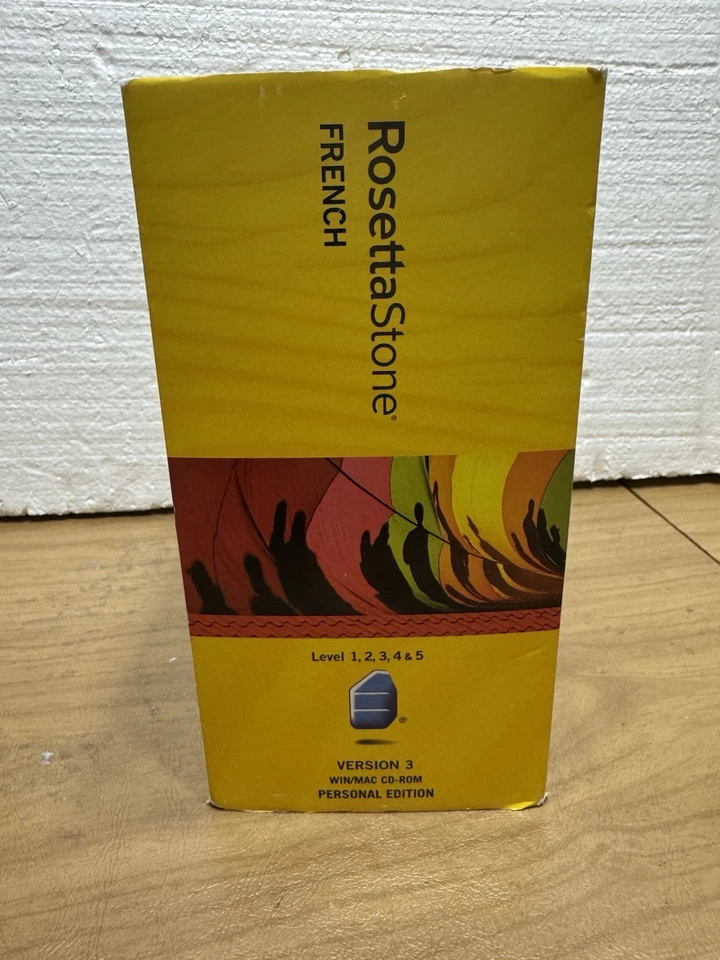 RosettaStone®
FRENCH
Level 1, 2, 3, 4 & 5
®
VERSION 3
WIN/MAC CD-ROM
PERSONAL EDITION